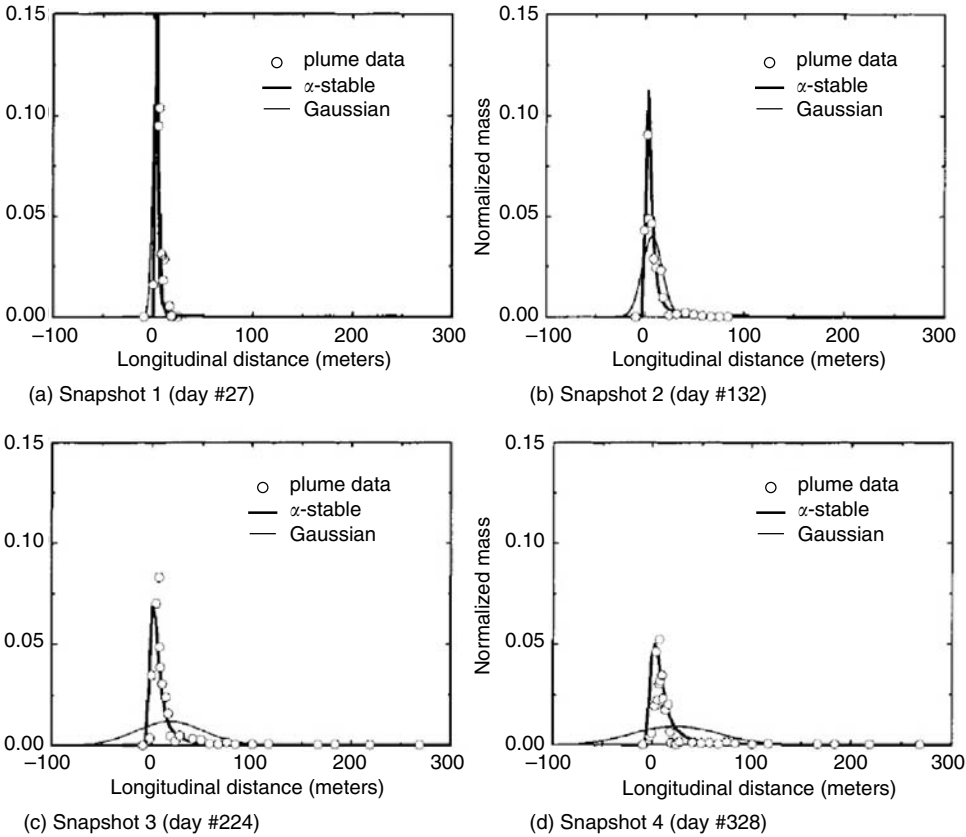 0.15
0.10
0.05
0.00
plume data
α-stable
Gaussian
−100 0 100 200 300
Longitudinal distance (meters)
(a) Snapshot 1 (day #27)
Normalized mass
0.15
0.10
0.05
0.00
plume data
α-stable
Gaussian
−100 0 100 200 300
Longitudinal distance (meters)
(b) Snapshot 2 (day #132)
0.15
0.10
0.05
0.00
plume data
α-stable
Gaussian
−100 0 100 200 300
Longitudinal distance (meters)
(c) Snapshot 3 (day #224)
Normalized mass
0.15
0.10
0.05
0.00
plume data
α-stable
Gaussian
−100 0 100 200 300
Longitudinal distance (meters)
(d) Snapshot 4 (day #328)